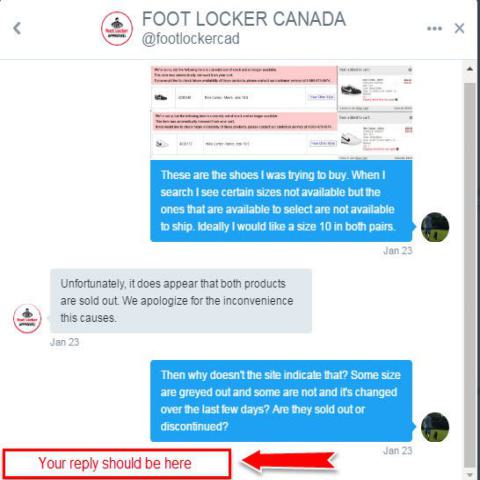 FOOT LOCKER CANADA
@footlockercad
These are the shoes I was trying to buy. When I
search I see certain sizes not available but the
ones that are available to select are not available
to ship. Ideally I would like a size 10 in both pairs.
Jan 23
Unfortunately, it does appear that both products
are sold out. We apologize for the inconvenience
this causes.
Jan 23
Then why doesn't the site indicate that? Some size
are greyed out and some are not and it's changed
over the last few days? Are they sold out or
discontinued?
Jan 23
Your reply should be here